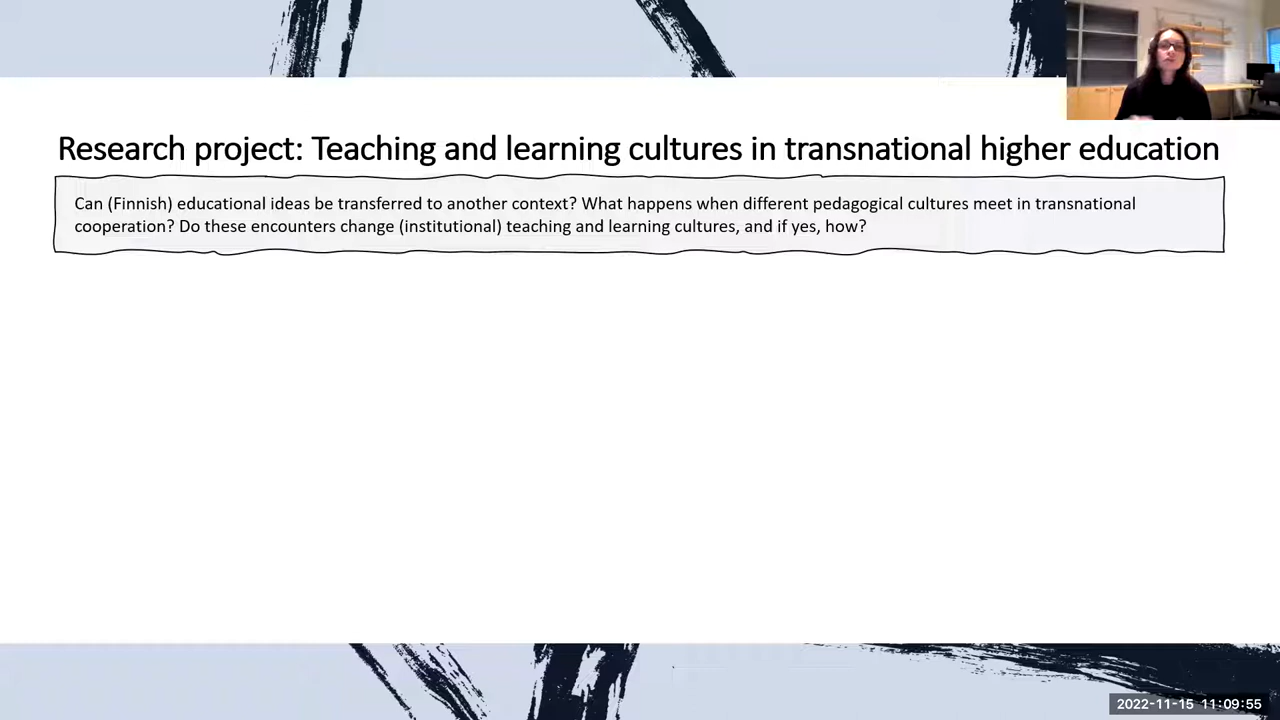 Research project: Teaching and learning cultures in transnational higher education
Can (Finnish) educational ideas be transferred to another context? What happens when different pedagogical cultures meet in transnational
cooperation? Do these encounters change (institutional) teaching and learning cultures, and if yes, how?
2022-11-15 11:09:55